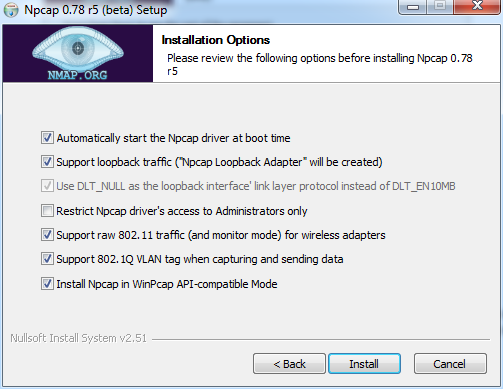 Npcap 0.78 r5 (beta) Setup
NMAP.ORG
Installation Options
Please review the following options before installing Npcap 0.78
r5
Automatically start the Npcap driver at boot time
Support loopback traffic ("Npcap Loopback Adapter" will be created)
Use DLT_NULL as the loopback interface' link layer protocol instead of DLT_EN10MB
Restrict Npcap driver's access to Administrators only
Support raw 802.11 traffic (and monitor mode) for wireless adapters
Support 802.1Q VLAN tag when capturing and sending data
Install Npcap in WinPcap API-compatible Mode
Nullsoft Install System v2.51
< Back
Install
Cancel